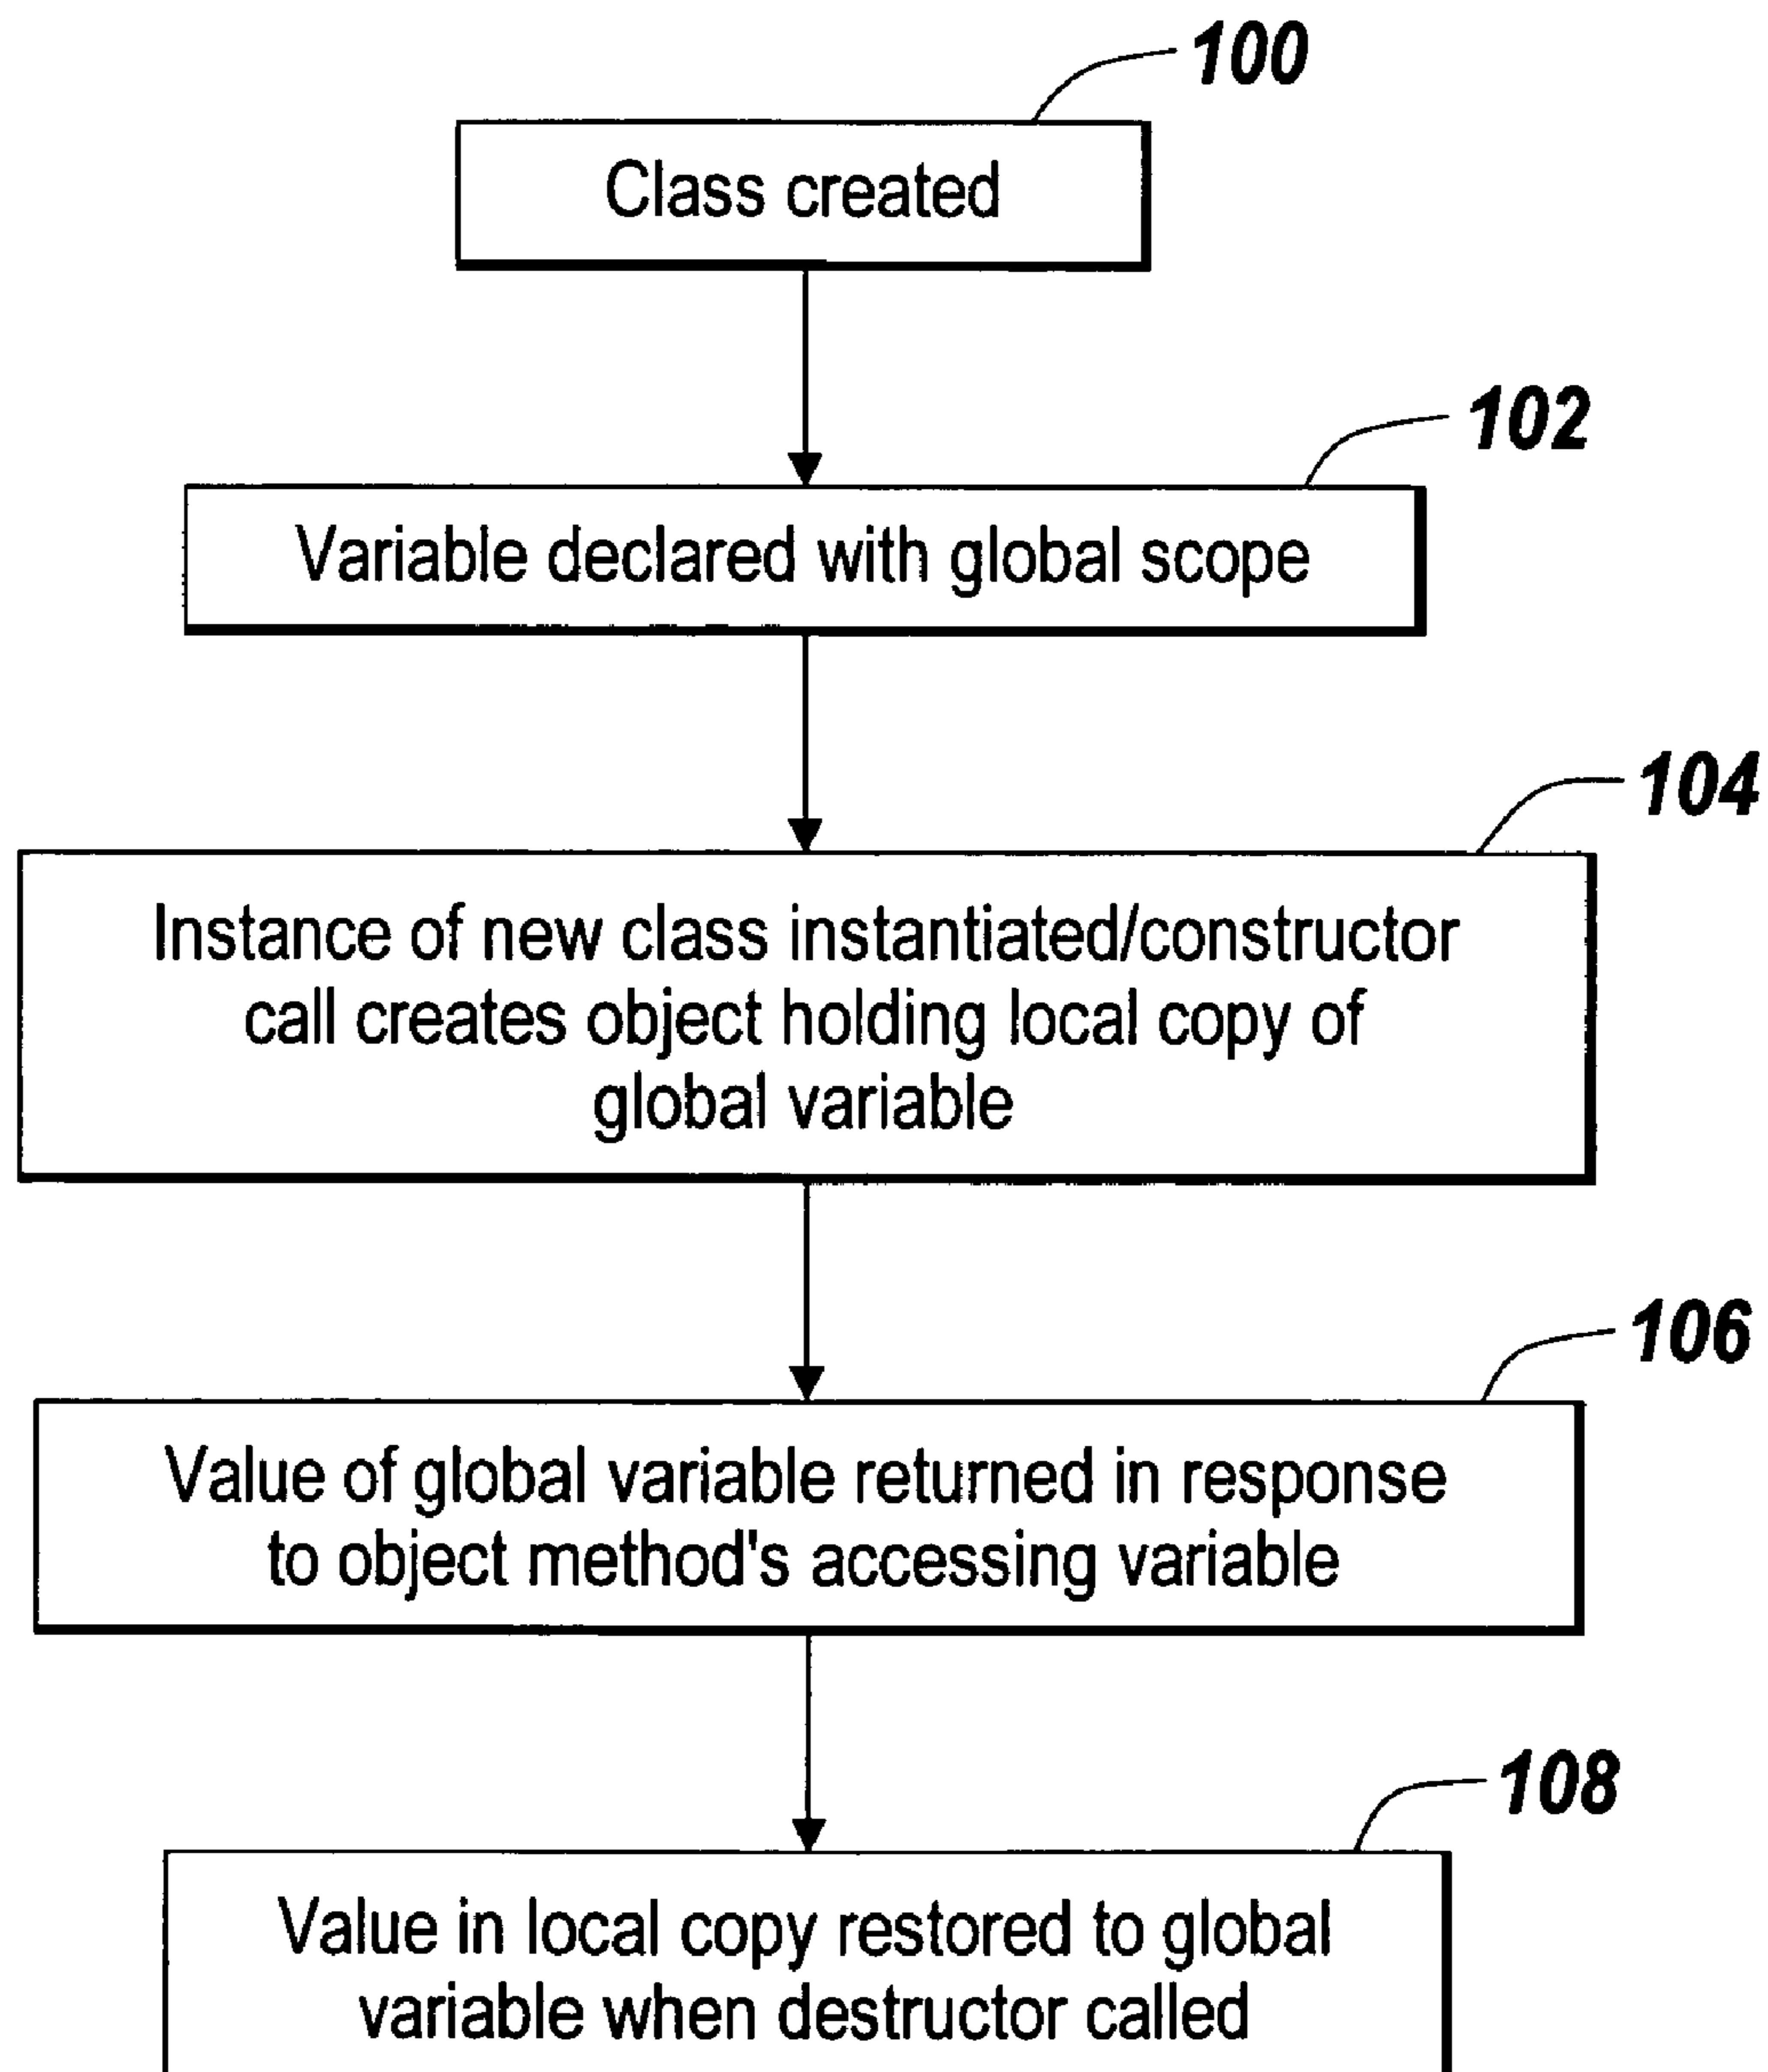 100
Class created
102
Variable declared with global scope
104
Instance of new class instantiated/constructor
call creates object holding local copy of
global variable
106
Value of global variable returned in response
to object method's accessing variable
108
Value in local copy restored to global
variable when destructor called